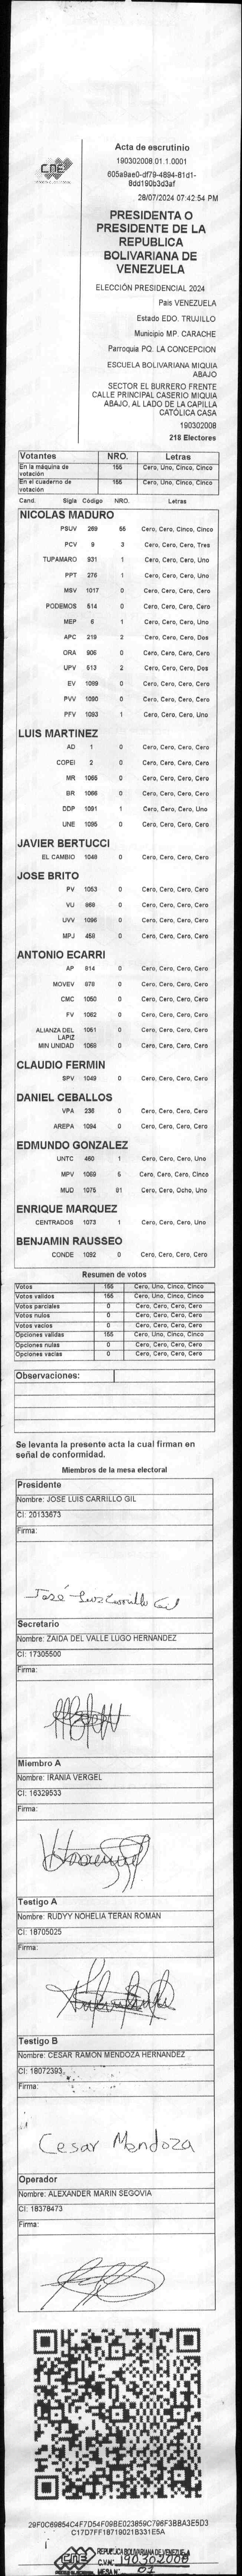 CNE
Acta de escrutinio
190302008.01.1.0001
605a9ae0-df79-4894-81d1-
8dd190b3d3af
28/07/2024 07:42:54 PM
PRESIDENTA O
PRESIDENTE DE LA
REPUBLICA
BOLIVARIANA DE
VENEZUELA
ELECCIÓN PRESIDENCIAL 2024
Pais VENEZUELA
Estado EDO. TRUJILLO
Municipio MP. CARACHE
Parroquia PQ. LA CONCEPCION
ESCUELA BOLIVARIANA MIQUIA
ABAJO
SECTOR EL BURRERO FRENTE
CALLE PRINCIPAL CASERIO MIQUIA
ABAJO, AL LADO DE LA CAPILLA
CATÓLICA CASA
190302008
218 Electores
Votantes NRO. Letras
En la máquina de votación 155 Cero, Uno, Cinco, Cinco
En el cuaderno de votación 155 Cero, Uno, Cinco, Cinco
Cand. Sigla Código NRO. Letras
NICOLAS MADURO
PSUV 269 55 Cero, Cero, Cinco, Cinco
PCV 9 3 Cero, Cero, Cero, Tres
TUPAMARO 931 1 Cero, Cero, Cero, Uno
PPT 276 1 Cero, Cero, Cero, Uno
MSV 1017 0 Cero, Cero, Cero, Cero
PODEMOS 514 0 Cero, Cero, Cero, Cero
MEP 6 1 Cero, Cero, Cero, Uno
APC 219 2 Cero, Cero, Cero, Dos
ORA 906 0 Cero, Cero, Cero, Cero
UPV 513 2 Cero, Cero, Cero, Dos
EV 1099 0 Cero, Cero, Cero, Cero
PVV 1080 0 Cero, Cero, Cero, Cero
PFV 1093 1 Cero, Cero, Cero, Uno
LUIS MARTINEZ
AD 1 0 Cero, Cero, Cero, Cero
COPEI 2 0 Cero, Cero, Cero, Cero
MR 1055 0 Cero, Cero, Cero, Cero
BR 1066 0 Cero, Cero, Cero, Cero
DDP 1091 1 Cero, Cero, Cero, Uno
UNE 1095 0 Cero, Cero, Cero, Cero
JAVIER BERTUCCI
EL CAMBIO 1048 0 Cero, Cero, Cero, Cero
JOSE BRITO
PV 1053 0 Cero, Cero, Cero, Cero
VU 968 0 Cero, Cero, Cero, Cero
UVV 1096 0 Cero, Cero, Cero, Cero
MPJ 459 0 Cero, Cero, Cero, Cero
ANTONIO ECARRI
AP 814 0 Cero, Cero, Cero, Cero
MOVEV 878 0 Cero, Cero, Cero, Cero
CMC 1050 0 Cero, Cero, Cero, Cero
FV 1062 0 Cero, Cero, Cero, Cero
ALIANZA DEL LAPIZ 1051 0 Cero, Cero, Cero, Cero
MIN UNIDAD 1068 0 Cero, Cero, Cero, Cero
CLAUDIO FERMIN
SPV 1049 0 Cero, Cero, Cero, Cero
DANIEL CEBALLOS
VPA 236 0 Cero, Cero, Cero, Cero
AREPA 1094 0 Cero, Cero, Cero, Cero
EDMUNDO GONZALEZ
UNTC 460 1 Cero, Cero, Cero, Uno
MPV 1069 5 Cero, Cero, Cero, Cinco
MUD 1075 81 Cero, Cero, Ocho, Uno
ENRIQUE MARQUEZ
CENTRADOS 1073 1 Cero, Cero, Cero, Uno
BENJAMIN RAUSSEO
CONDE 1092 0 Cero, Cero, Cero, Cero
Resumen de votos
Votos 155 Cero, Uno, Cinco, Cinco
Votos validos 155 Cero, Uno, Cinco, Cinco
Votos parciales 0 Cero, Cero, Cero, Cero
Votos nulos 0 Cero, Cero, Cero, Cero
Votos vacios 0 Cero, Cero, Cero, Cero
Opciones validas 155 Cero, Uno, Cinco, Cinco
Opciones nulas 0 Cero, Cero, Cero, Cero
Opciones vacias 0 Cero, Cero, Cero, Cero
Observaciones:
Se levanta la presente acta la cual firman en
señal de conformidad.
Miembros de la mesa electoral
Presidente
Nombre: JOSE LUIS CARRILLO GIL
CI: 20133673
Firma:
José Luis Carrillo Gil
Secretario
Nombre: ZAIDA DEL VALLE LUGO HERNANDEZ
CI: 17305500
Firma:
Miembro A
Nombre: IRANIA VERGEL
CI: 16329533
Firma:
Testigo A
Nombre: RUDYY NOHELIA TERAN ROMAN
CI: 18705025
Firma:
Testigo B
Nombre: CESAR RAMON MENDOZA HERNANDEZ
CI: 18072393
Firma:
Cesar Mendoza
Operador
Nombre: ALEXANDER MARIN SEGOVIA
CI: 18378473
Firma:
29F0C69854C4F7D54F09BE023859C796F3BBA3E5D3
C17D7FF18719021B331E5A
CNE REPUBLICA BOLIVARIANA DE VENEZUELA
C.V.N°. 190302008
MESA N° 01